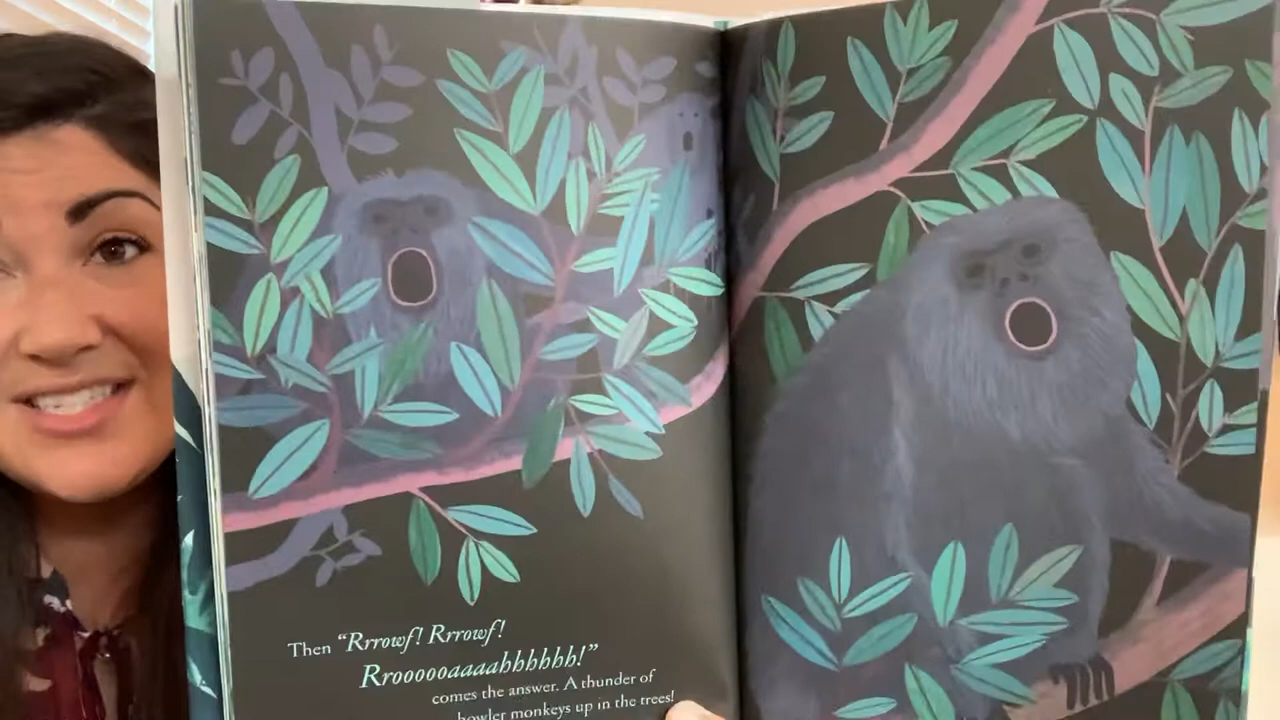 Then “Rrrowf! Rrrowf!
Rroooooaaaahhhhhh!”
comes the answer. A thunder of
howler monkeys up in the trees!